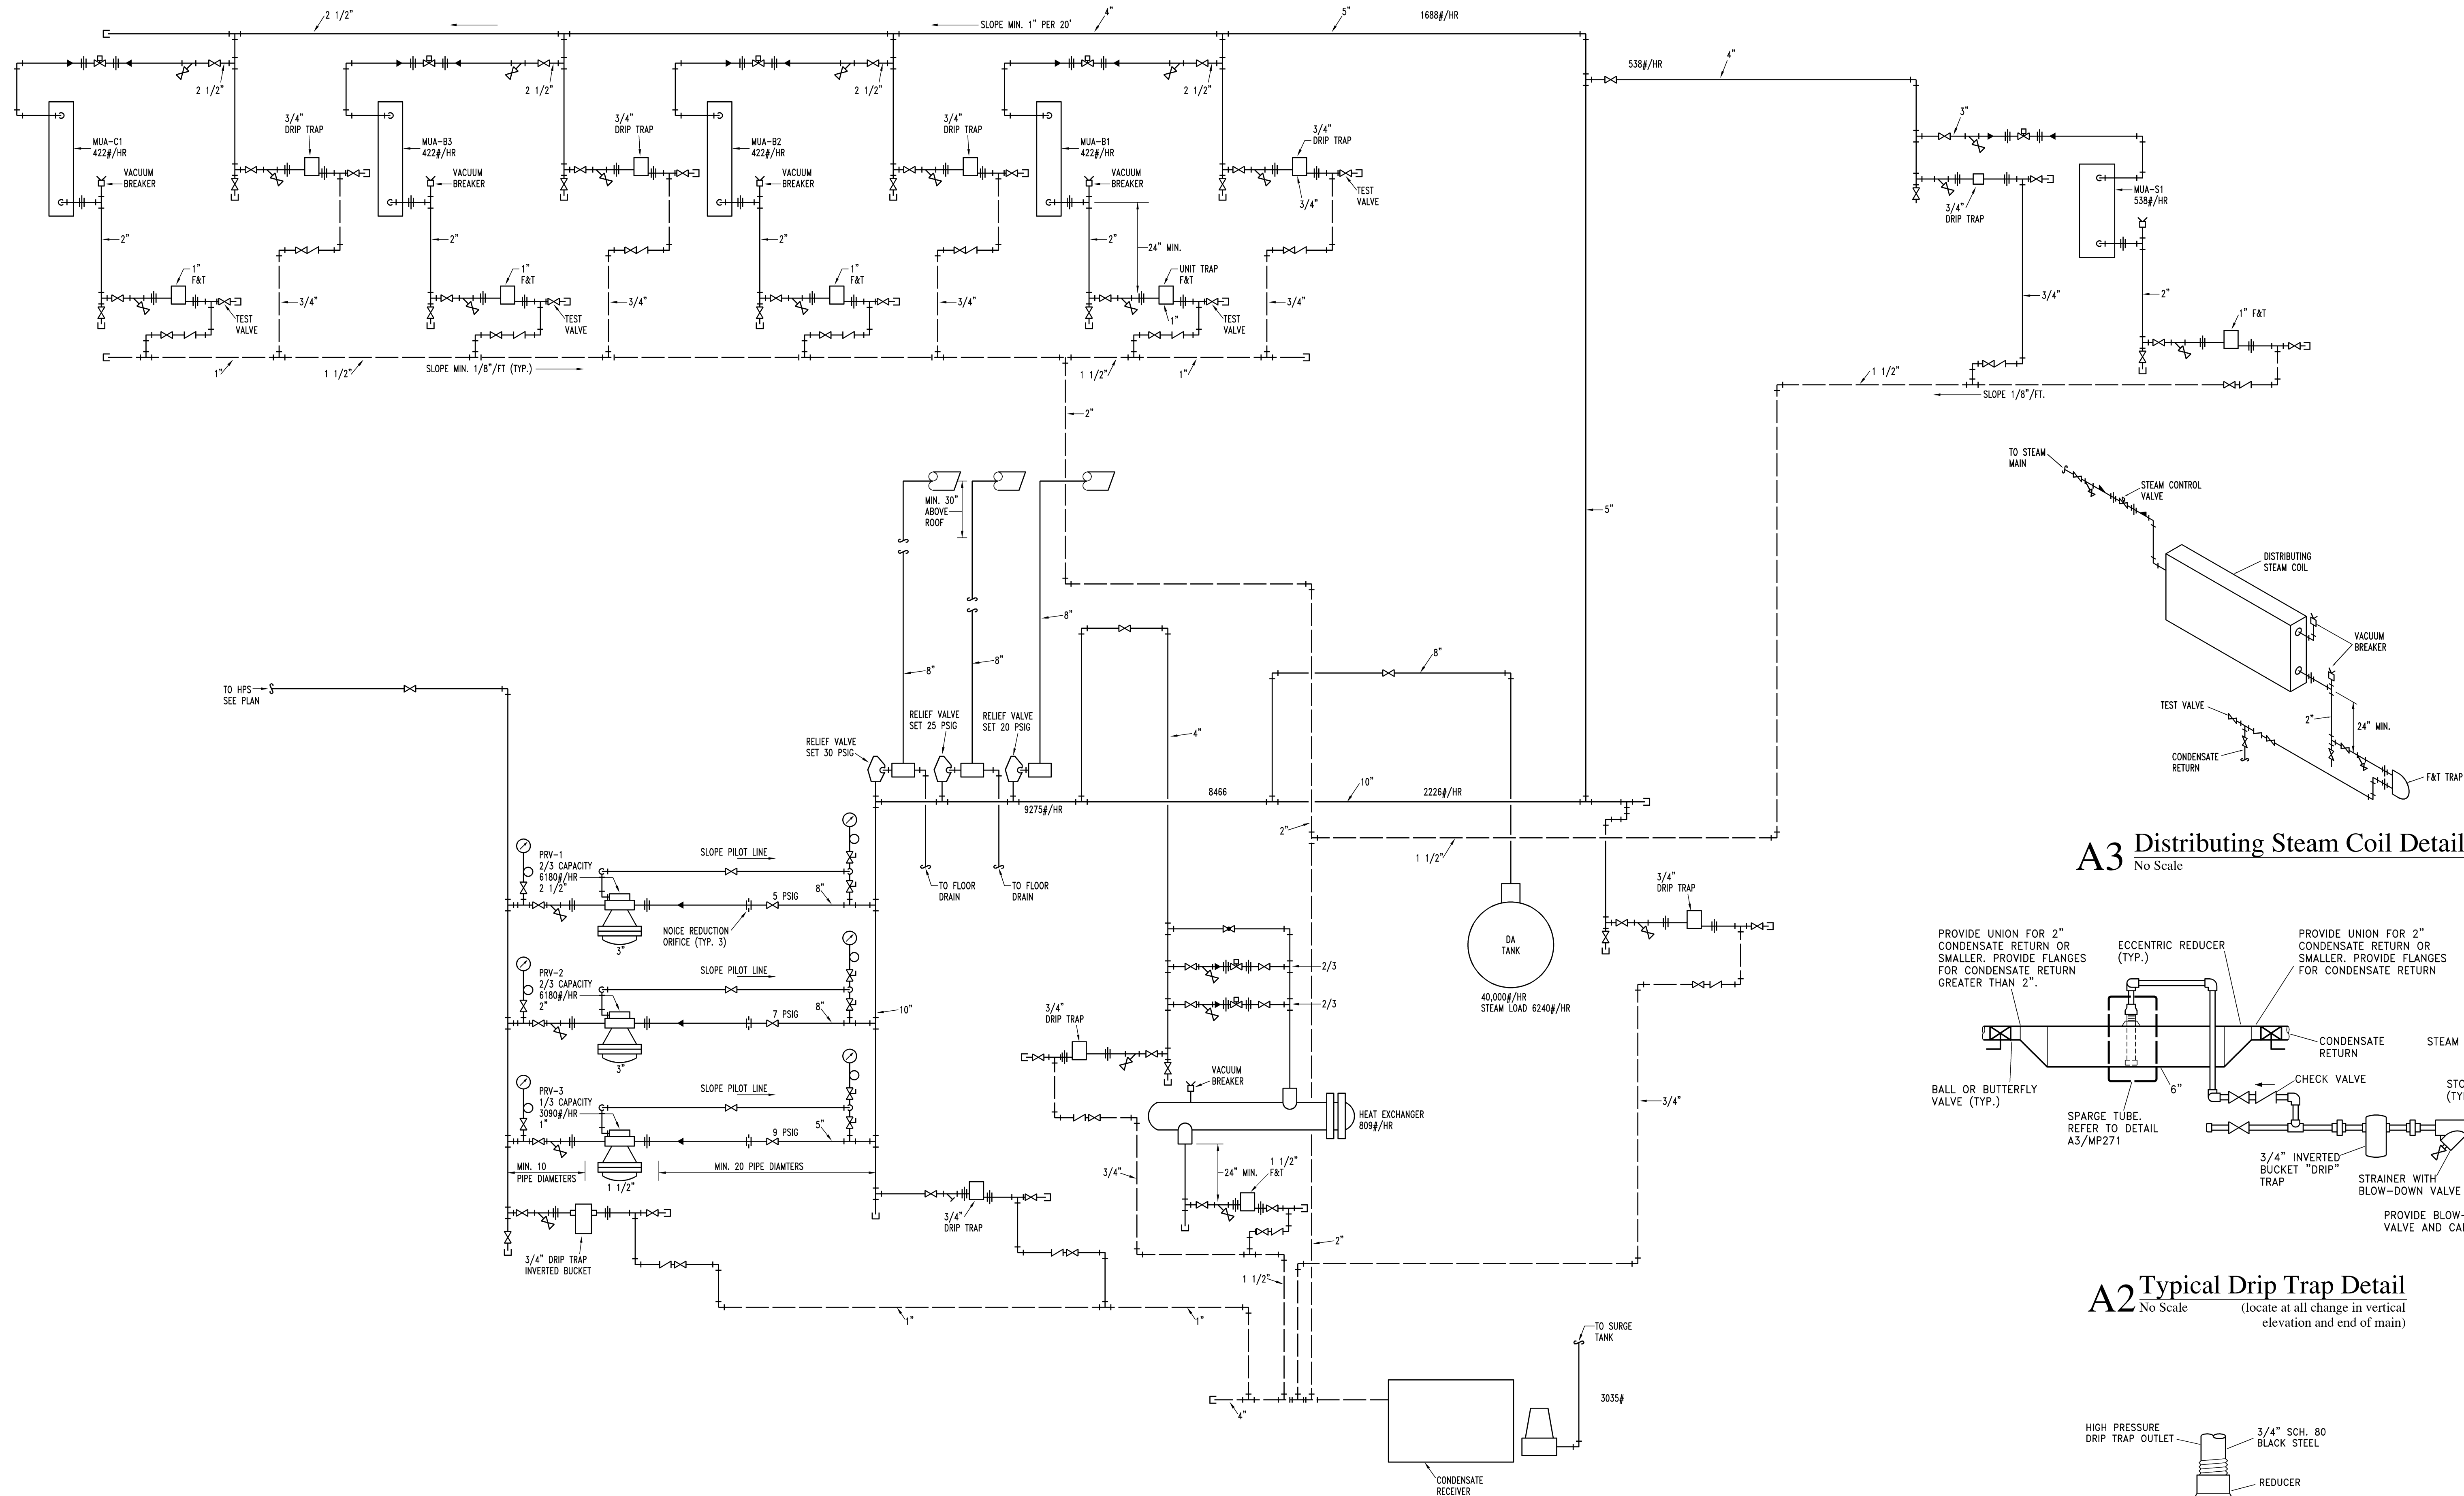 2 1/2"
SLOPE MIN. 1" PER 20'
4"
5"
1688#/HR
538#/HR
4"
2 1/2"
2 1/2"
2 1/2"
2 1/2"
3"
MUA-C1
422#/HR
3/4"
DRIP TRAP
MUA-B3
422#/HR
3/4"
DRIP TRAP
MUA-B2
422#/HR
3/4"
DRIP TRAP
MUA-B1
422#/HR
3/4"
DRIP TRAP
VACUUM
BREAKER
VACUUM
BREAKER
VACUUM
BREAKER
VACUUM
BREAKER
3/4"
TEST
VALVE
3/4"
DRIP TRAP
MUA-S1
538#/HR
2"
2"
2"
2"
24" MIN.
1"
F&T
1"
F&T
1"
F&T
UNIT TRAP
F&T
3/4"
3/4"
3/4"
3/4"
3/4"
2"
TEST
VALVE
TEST
VALVE
1"
TEST
VALVE
1" F&T
1"
1 1/2"
SLOPE MIN. 1/8"/FT (TYP.)
1 1/2"
1"
1 1/2"
SLOPE 1/8"/FT.
2"
TO STEAM
MAIN
STEAM CONTROL
VALVE
DISTRIBUTING
STEAM COIL
VACUUM
BREAKER
TEST VALVE
2"
24" MIN.
CONDENSATE
RETURN
F&T TRAP
A3 Distributing Steam Coil Detail
No Scale
MIN. 30"
ABOVE
ROOF
5"
8"
8"
8"
8"
TO HPS
SEE PLAN
RELIEF VALVE
SET 30 PSIG
RELIEF VALVE
SET 25 PSIG
RELIEF VALVE
SET 20 PSIG
4"
10"
9275#/HR
8466
2226#/HR
2"
1 1/2"
PRV-1
2/3 CAPACITY
6180#/HR
2 1/2"
SLOPE PILOT LINE
5 PSIG
8"
3"
NOICE REDUCTION
ORIFICE (TYP. 3)
TO FLOOR
DRAIN
TO FLOOR
DRAIN
3/4"
DRIP TRAP
DA
TANK
40,000#/HR
STEAM LOAD 6240#/HR
PRV-2
2/3 CAPACITY
6180#/HR
2"
SLOPE PILOT LINE
7 PSIG
8"
3"
10"
2/3
2/3
PRV-3
1/3 CAPACITY
3090#/HR
1"
SLOPE PILOT LINE
9 PSIG
5"
MIN. 10
PIPE DIAMETERS
MIN. 20 PIPE DIAMTERS
1 1/2"
3/4"
DRIP TRAP
VACUUM
BREAKER
HEAT EXCHANGER
809#/HR
3/4"
3/4"
24" MIN.
1 1/2"
F&T
3/4"
DRIP TRAP
3/4" DRIP TRAP
INVERTED BUCKET
2"
1 1/2"
1"
1"
TO SURGE
TANK
4"
3035#
CONDENSATE
RECEIVER
PROVIDE UNION FOR 2"
CONDENSATE RETURN OR
SMALLER. PROVIDE FLANGES
FOR CONDENSATE RETURN
GREATER THAN 2".
ECCENTRIC REDUCER
(TYP.)
PROVIDE UNION FOR 2"
CONDENSATE RETURN OR
SMALLER. PROVIDE FLANGES
FOR CONDENSATE RETURN
CONDENSATE
RETURN
STEAM
BALL OR BUTTERFLY
VALVE (TYP.)
6"
CHECK VALVE
STO
(TY
SPARGE TUBE.
REFER TO DETAIL
A3/MP271
3/4" INVERTED
BUCKET "DRIP"
TRAP
STRAINER WITH
BLOW-DOWN VALVE
PROVIDE BLOW-
VALVE AND CA
A2 Typical Drip Trap Detail
No Scale (locate at all change in vertical
elevation and end of main)
HIGH PRESSURE
DRIP TRAP OUTLET
3/4" SCH. 80
BLACK STEEL
REDUCER